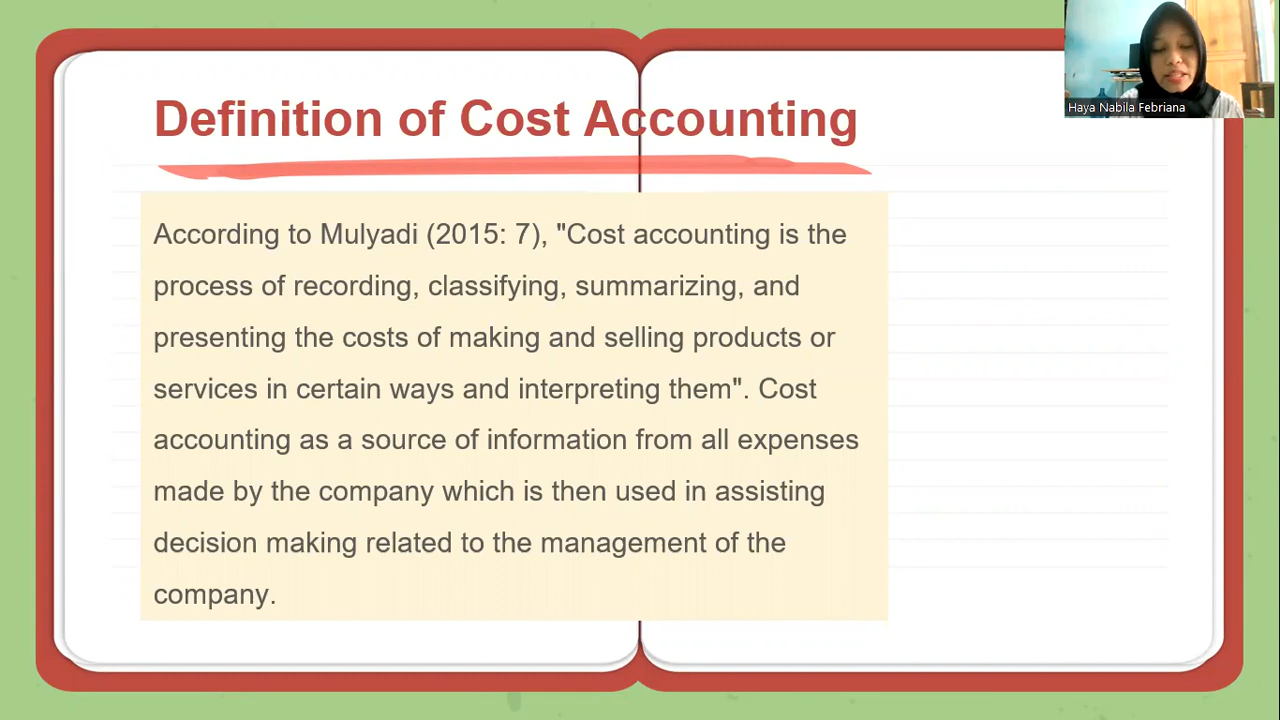 Haya Nabila Febriana
Definition of Cost Accounting
According to Mulyadi (2015: 7), "Cost accounting is the
process of recording, classifying, summarizing, and
presenting the costs of making and selling products or
services in certain ways and interpreting them". Cost
accounting as a source of information from all expenses
made by the company which is then used in assisting
decision making related to the management of the
company.